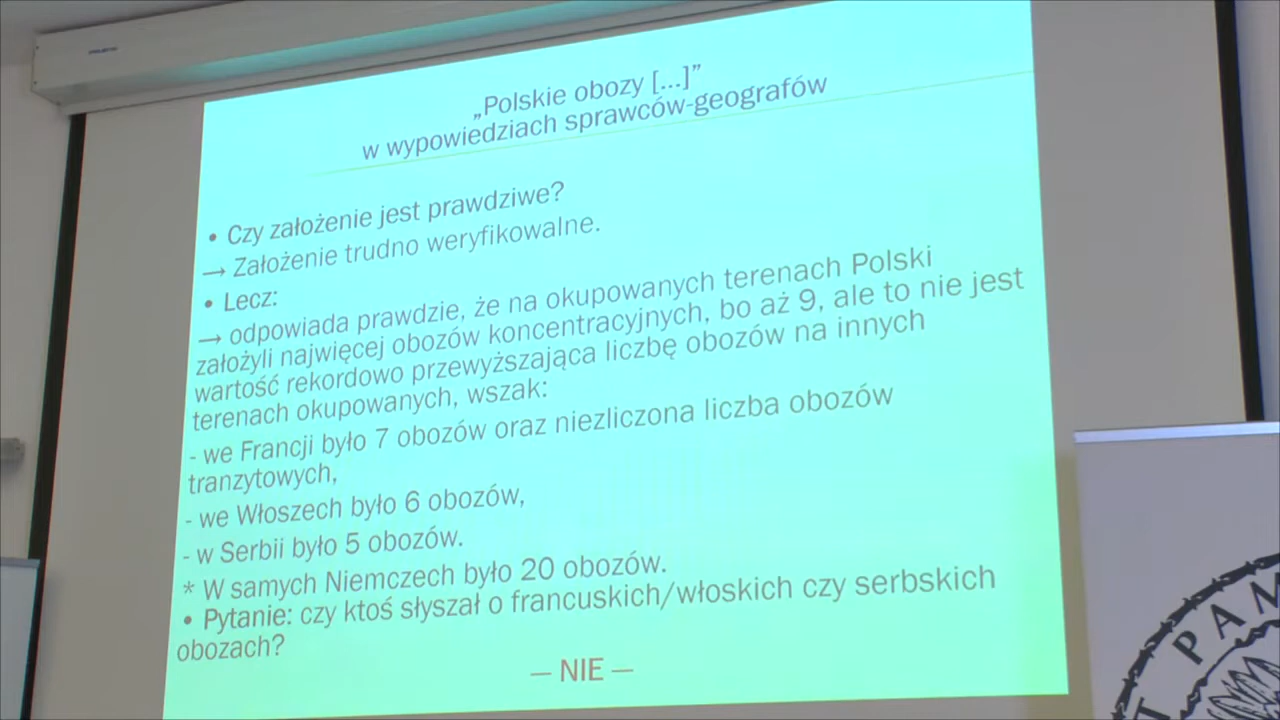 „Polskie obozy [...]”
w wypowiedziach sprawców-geografów
• Czy założenie jest prawdziwe?
→ Założenie trudno weryfikowalne.
• Lecz:
→ odpowiada prawdzie, że na okupowanych terenach Polski
założyli najwięcej obozów koncentracyjnych, bo aż 9, ale to nie jest
wartość rekordowo przewyższająca liczbę obozów na innych
terenach okupowanych, wszak:
- we Francji było 7 obozów oraz niezliczona liczba obozów
tranzytowych,
- we Włoszech było 6 obozów,
- w Serbii było 5 obozów.
* W samych Niemczech było 20 obozów.
• Pytanie: czy ktoś słyszał o francuskich/włoskich czy serbskich
obozach?
— NIE —
T PAM